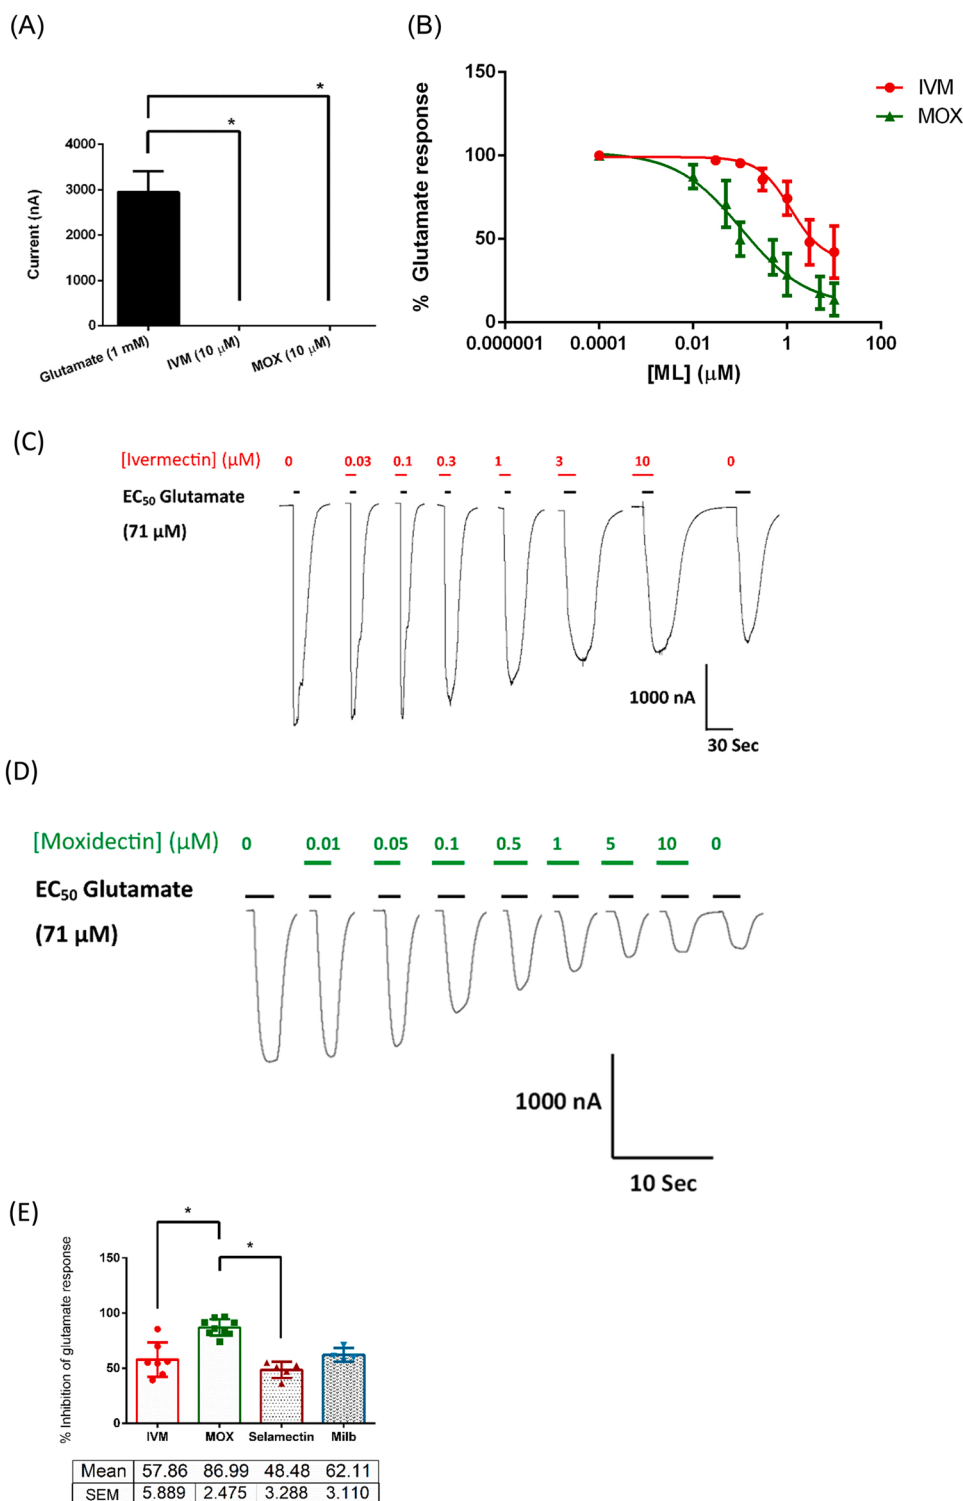 (A)
*
*
4000
3000
2000
1000
0
Current (nA)
Glutamate (1 mM)
IVM (10 μM)
MOX (10 μM)
(B)
150
100
50
0
% Glutamate response
0.000001
0.0001
0.01
1
100
[ML] (μM)
IVM
MOX
(C)
[Ivermectin] (μM) 0 0.03 0.1 0.3 1 3 10 0
EC₅₀ Glutamate
(71 μM)
1000 nA
30 Sec
(D)
[Moxidectin] (μM) 0 0.01 0.05 0.1 0.5 1 5 10 0
EC₅₀ Glutamate
(71 μM)
1000 nA
10 Sec
(E)
*
*
150
100
50
0
% Inhibition of glutamate response
IVM MOX Selamectin Milb
Mean 57.86 86.99 48.48 62.11
SEM 5.889 2.475 3.288 3.110